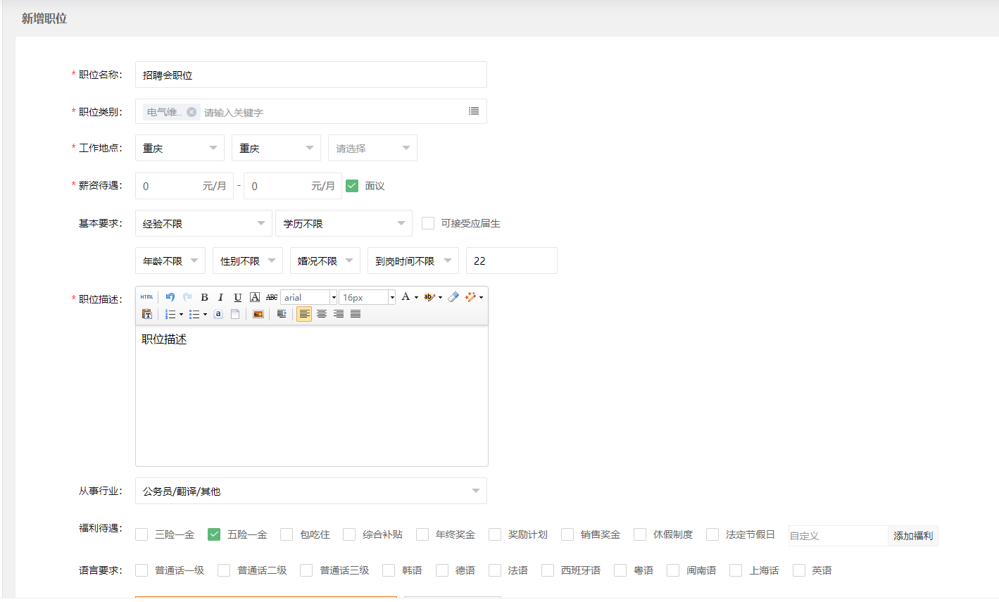 新增职位
* 职位名称： 招聘会职位
* 职位类别： 电气维.. 请输入关键字
* 工作地点： 重庆 重庆 请选择
* 薪资待遇： 0 元/月 - 0 元/月 面议
基本要求： 经验不限 学历不限 可接受应届生
年龄不限 性别不限 婚况不限 到岗时间不限 22
* 职位描述： HTML B I U A ABC arial 16px A ab
T a
职位描述
从事行业： 公务员/翻译/其他
福利待遇： 三险一金 五险一金 包吃住 综合补贴 年终奖金 奖励计划 销售奖金 休假制度 法定节假日 自定义 添加福利
语言要求： 普通话一级 普通话二级 普通话三级 韩语 德语 法语 西班牙语 粤语 闽南语 上海话 英语